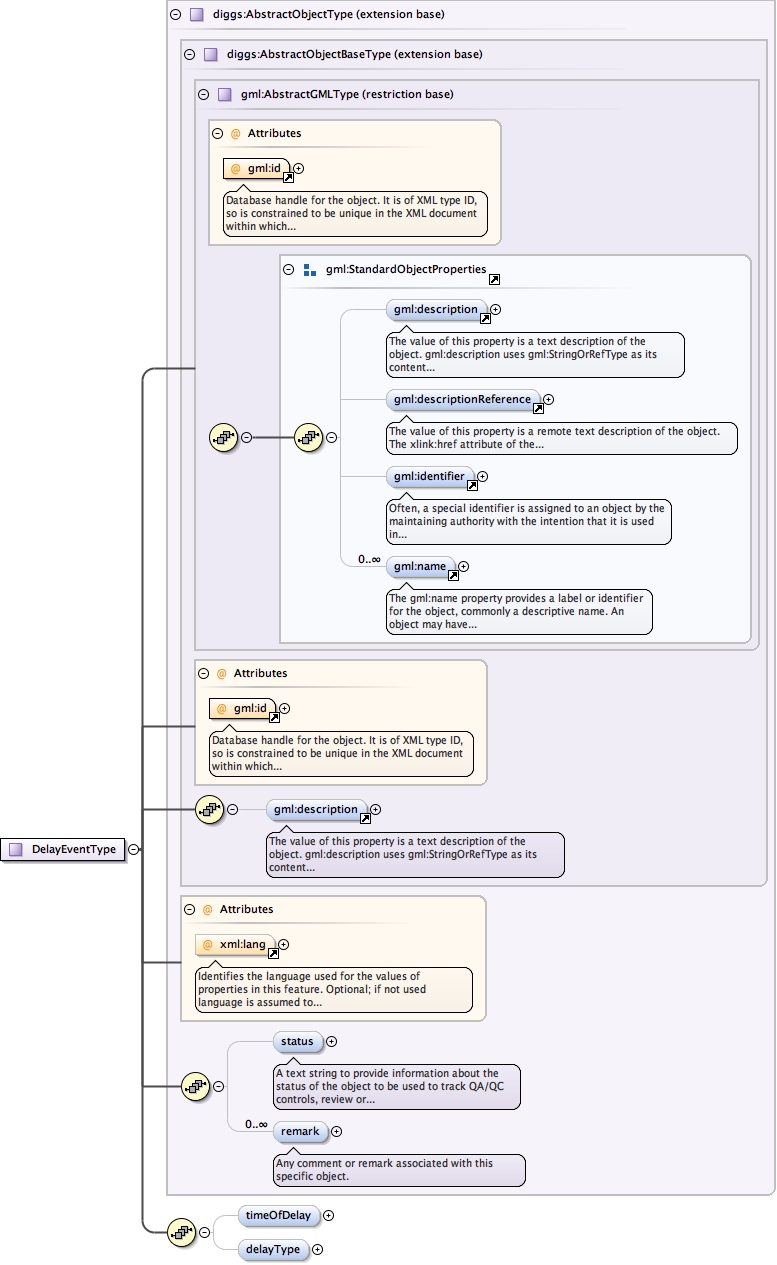 diggs:AbstractObjectType (extension base)
diggs:AbstractObjectBaseType (extension base)
gml:AbstractGMLType (restriction base)
@ Attributes
@ gml:id
Database handle for the object. It is of XML type ID,
so is constrained to be unique in the XML document
within which...
gml:StandardObjectProperties
gml:description
The value of this property is a text description of the
object. gml:description uses gml:StringOrRefType as its
content...
gml:descriptionReference
The value of this property is a remote text description of the object.
The xlink:href attribute of the...
gml:identifier
Often, a special identifier is assigned to an object by the
maintaining authority with the intention that it is used
in...
0..∞
gml:name
The gml:name property provides a label or identifier
for the object, commonly a descriptive name. An
object may have...
@ Attributes
@ gml:id
Database handle for the object. It is of XML type ID,
so is constrained to be unique in the XML document
within which...
gml:description
The value of this property is a text description of the
object. gml:description uses gml:StringOrRefType as its
content...
DelayEventType
@ Attributes
@ xml:lang
Identifies the language used for the values of
properties in this feature. Optional; if not used
language is assumed to...
status
A text string to provide information about the
status of the object to be used to track QA/QC
controls, review or...
0..∞
remark
Any comment or remark associated with this
specific object.
timeOfDelay
delayType